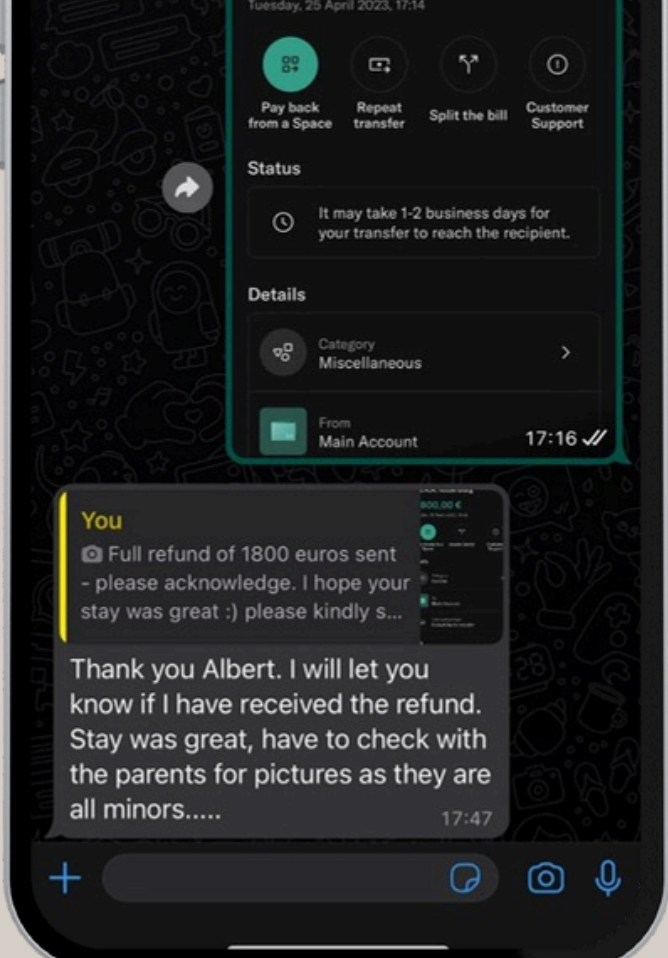 Tuesday, 25 April 2023, 17:14
Pay back
from a Space
Repeat
transfer
Split the bill
Customer
Support
Status
It may take 1-2 business days for
your transfer to reach the recipient.
Details
Category
Miscellaneous
From
Main Account
17:16
You
Full refund of 1800 euros sent
- please acknowledge. I hope your
stay was great :) please kindly s...
800,00 €
Thank you Albert. I will let you
know if I have received the refund.
Stay was great, have to check with
the parents for pictures as they are
all minors.....
17:47